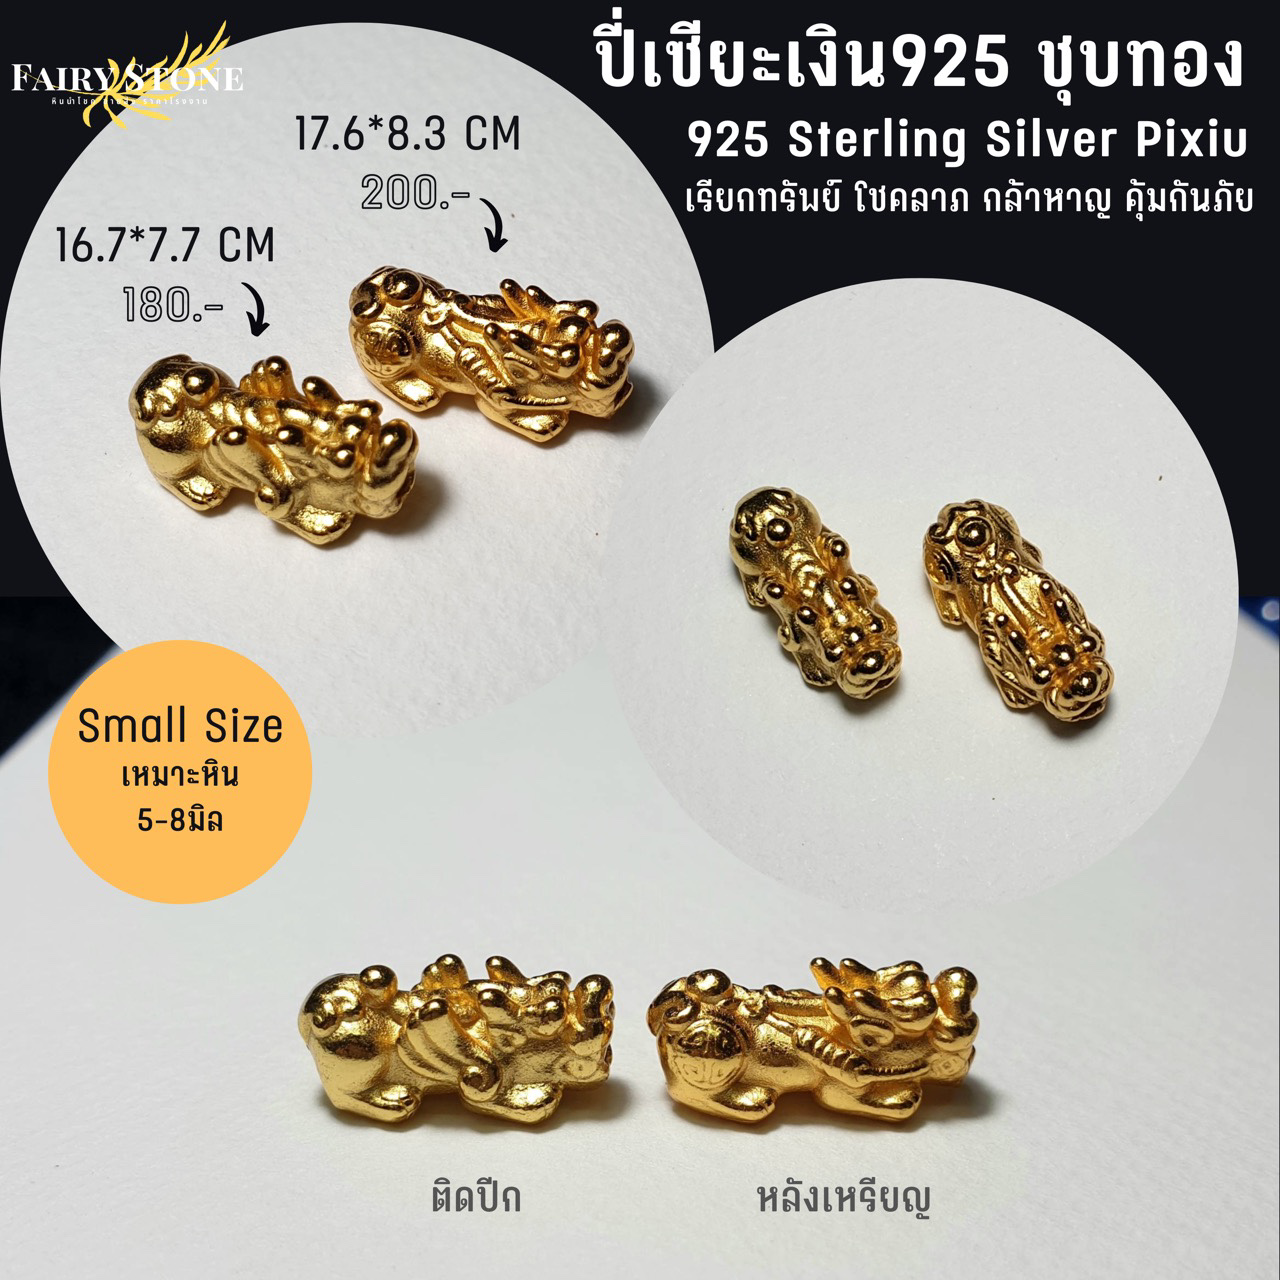 FAIRY STONE
ปี่เซียะเงิน925 ชุบทอง
925 Sterling Silver Pixiu
เรียกทรัพย์ โชคลาภ กล้าหาญ คุ้มกันภัย
17.6*8.3 CM
200.-
16.7*7.7 CM
180.-
Small Size
เหมาะหิน
5-8มิล
ติดปีก
หลังเหรียญ